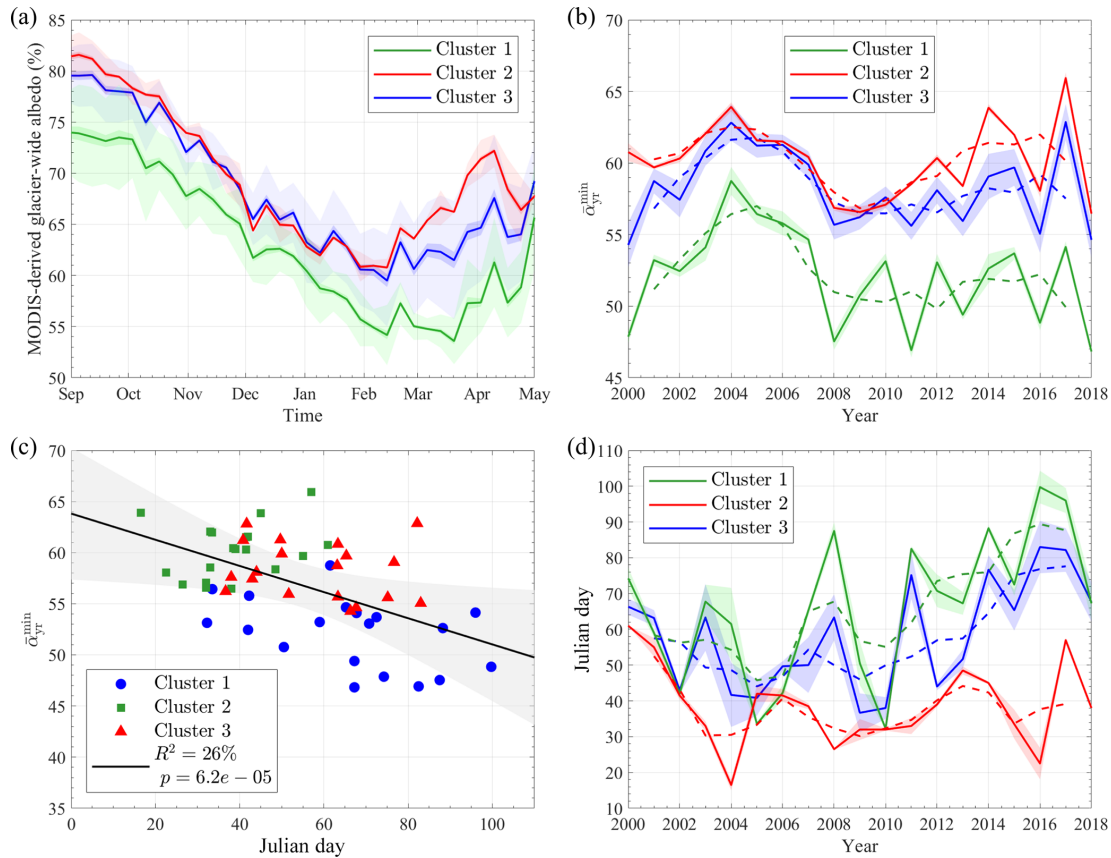 (a)
MODIS-derived glacier-wide albedo (%)
85
80
75
70
65
60
55
50
Cluster 1
Cluster 2
Cluster 3
Sep Oct Nov Dec Jan Feb Mar Apr May
Time
(b)
ᾱ_yr^min
70
65
60
55
50
45
Cluster 1
Cluster 2
Cluster 3
2000 2002 2004 2006 2008 2010 2012 2014 2016 2018
Year
(c)
ᾱ_yr^min
70
65
60
55
50
45
40
35
Cluster 1
Cluster 2
Cluster 3
R² = 26%
p = 6.2e − 05
0 20 40 60 80 100
Julian day
(d)
Julian day
110
100
90
80
70
60
50
40
30
20
10
Cluster 1
Cluster 2
Cluster 3
2000 2002 2004 2006 2008 2010 2012 2014 2016 2018
Year